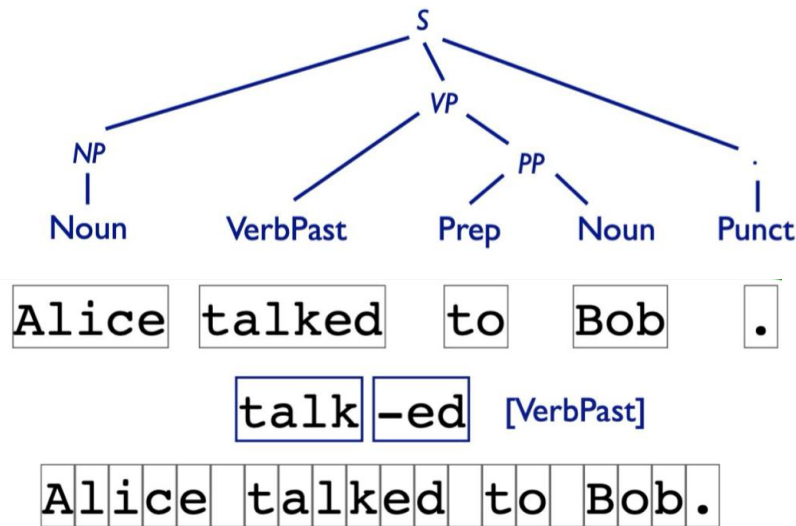 S
VP
NP PP .
Noun VerbPast Prep Noun Punct
Alice talked to Bob .
talk -ed [VerbPast]
Alice talked to Bob.